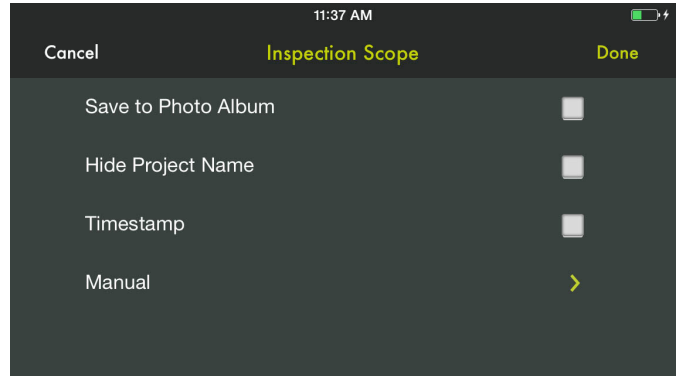 11:37 AM
Cancel Inspection Scope Done
Save to Photo Album
Hide Project Name
Timestamp
Manual